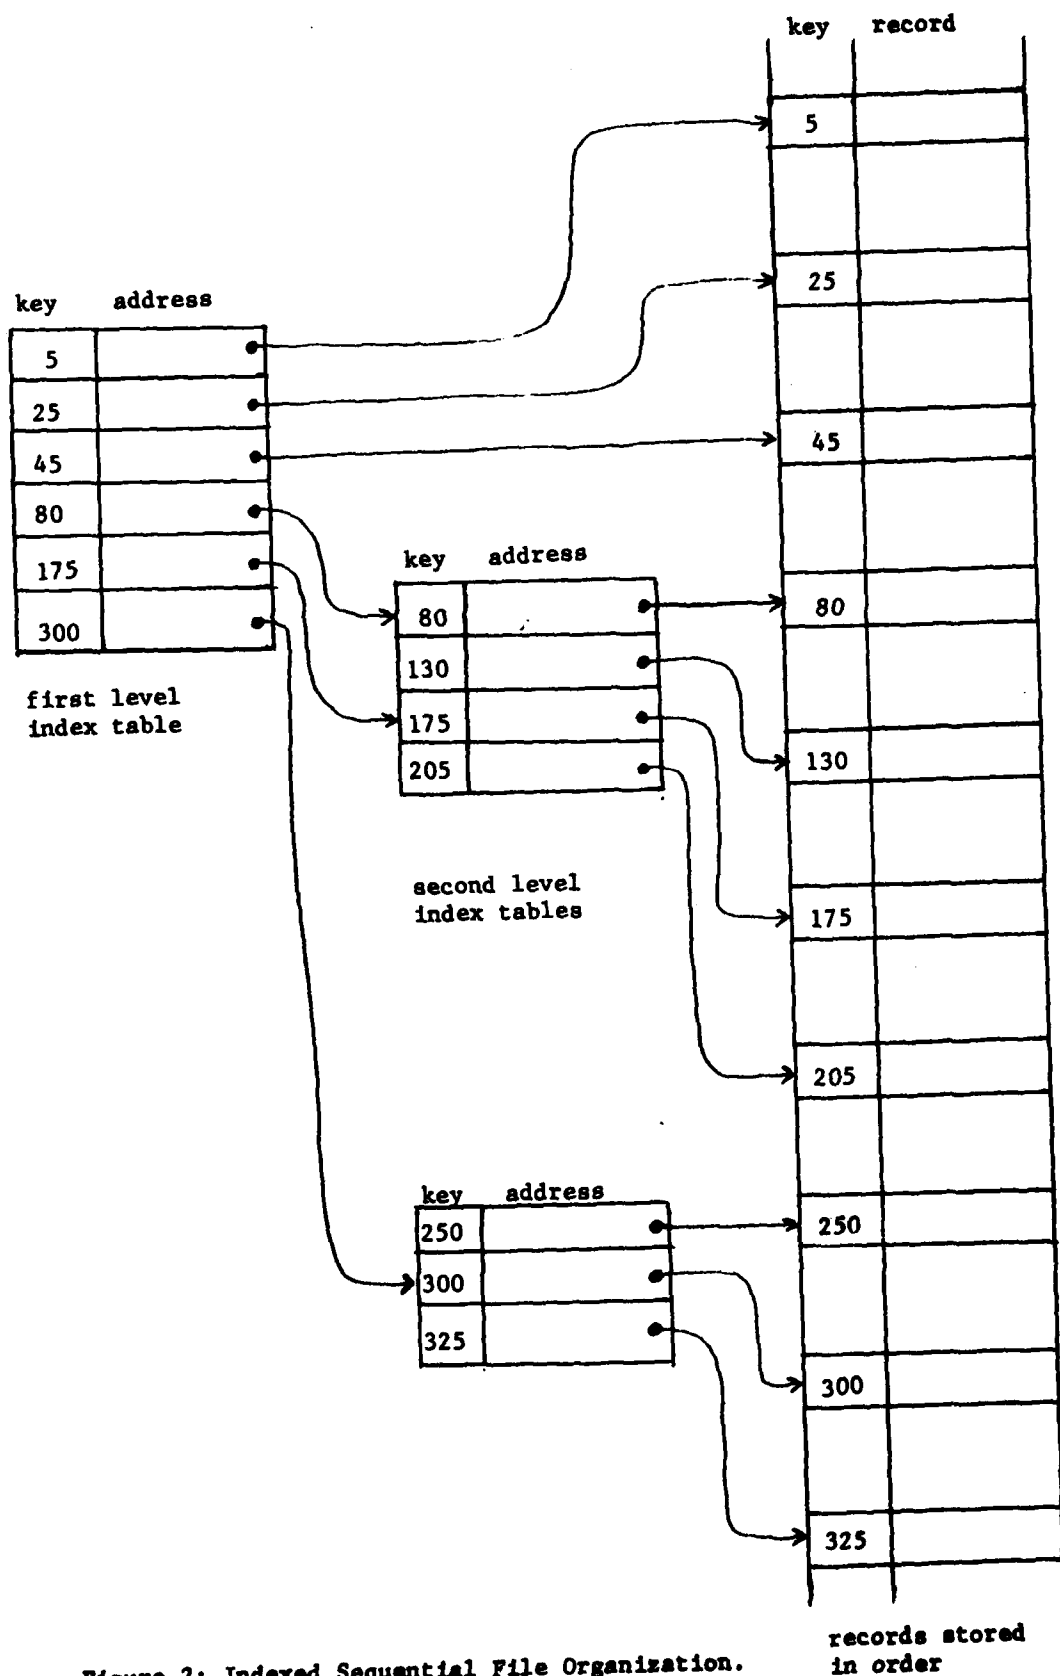 key record
5
25
45
80
130
175
205
250
300
325
records stored
in order
key address
5
25
45
80
175
300
first level
index table
key address
80
130
175
205
second level
index tables
key address
250
300
325
Figure 2: Indexed Sequential File Organization.